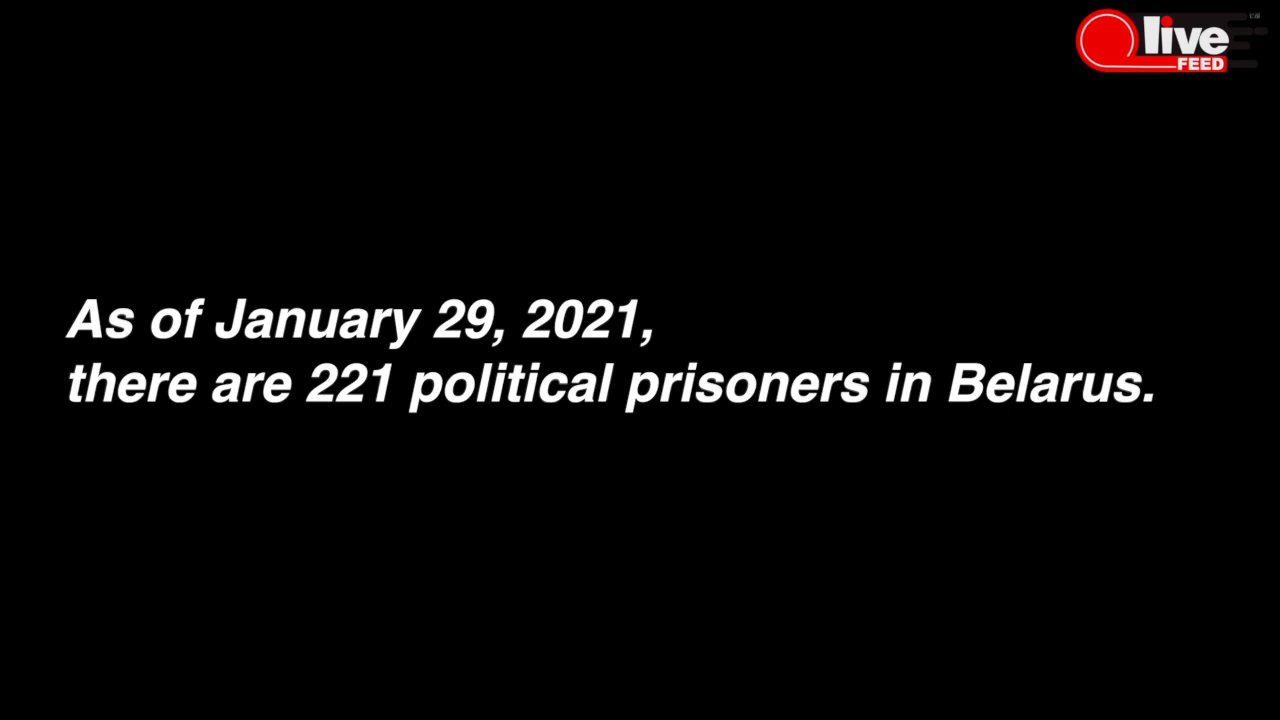 live
FEED
As of January 29, 2021,
there are 221 political prisoners in Belarus.